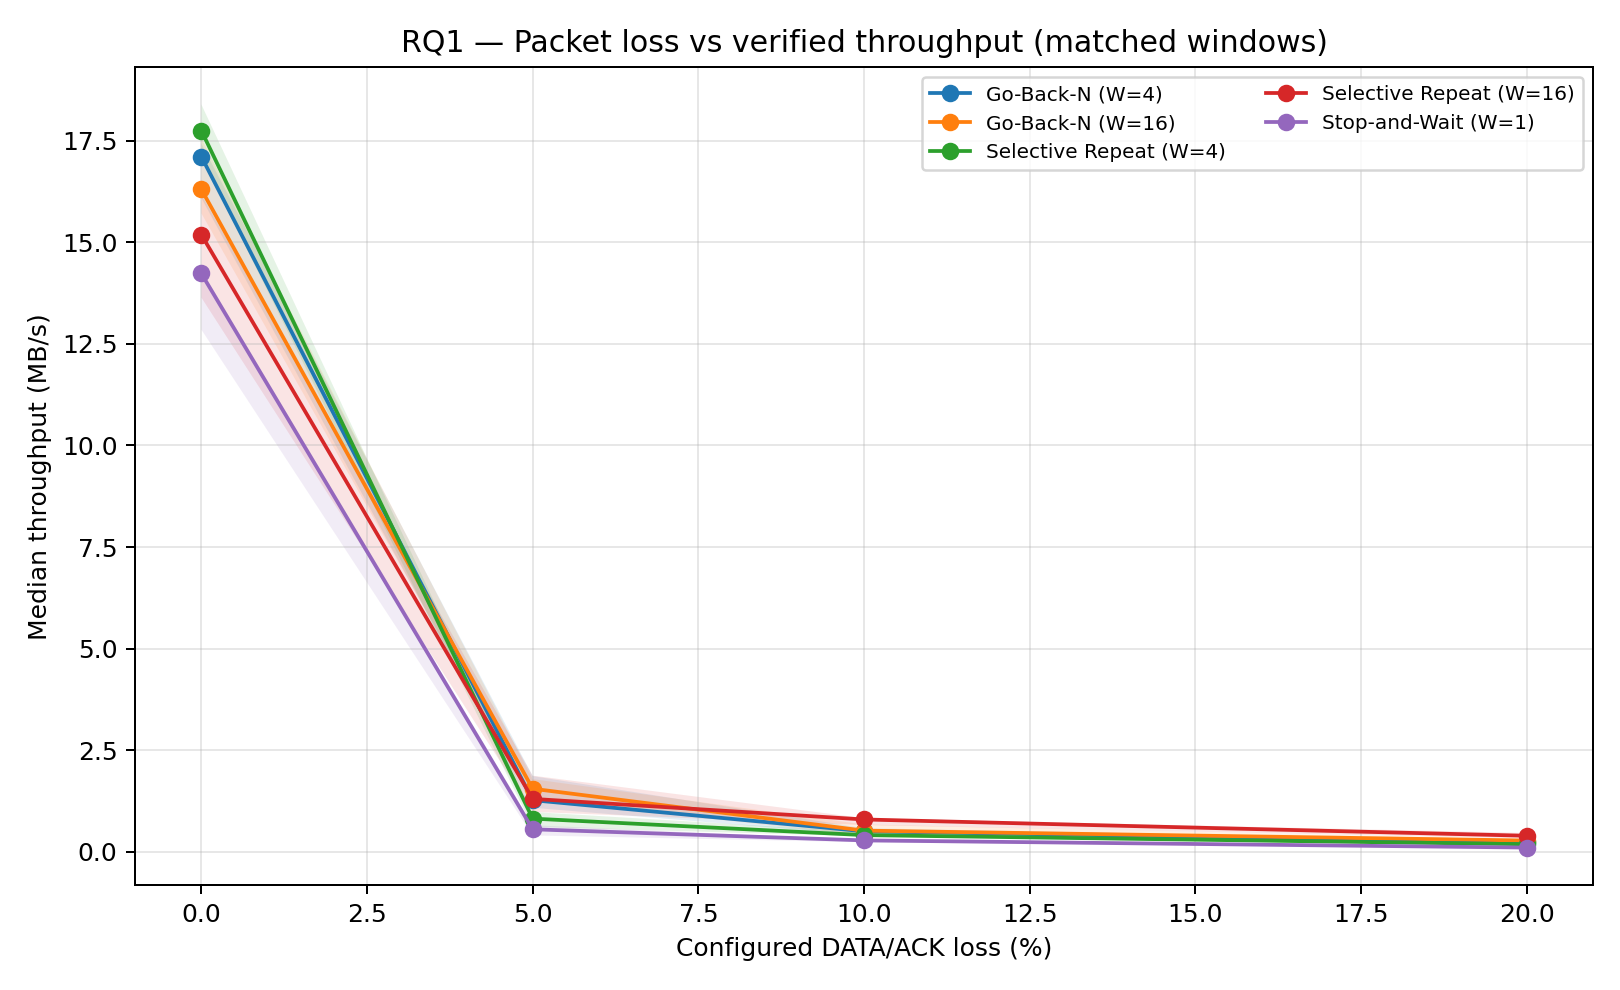 RQ1 — Packet loss vs verified throughput (matched windows)
Go-Back-N (W=4)
Go-Back-N (W=16)
Selective Repeat (W=4)
Selective Repeat (W=16)
Stop-and-Wait (W=1)
Median throughput (MB/s)
17.5
15.0
12.5
10.0
7.5
5.0
2.5
0.0
0.0 2.5 5.0 7.5 10.0 12.5 15.0 17.5 20.0
Configured DATA/ACK loss (%)